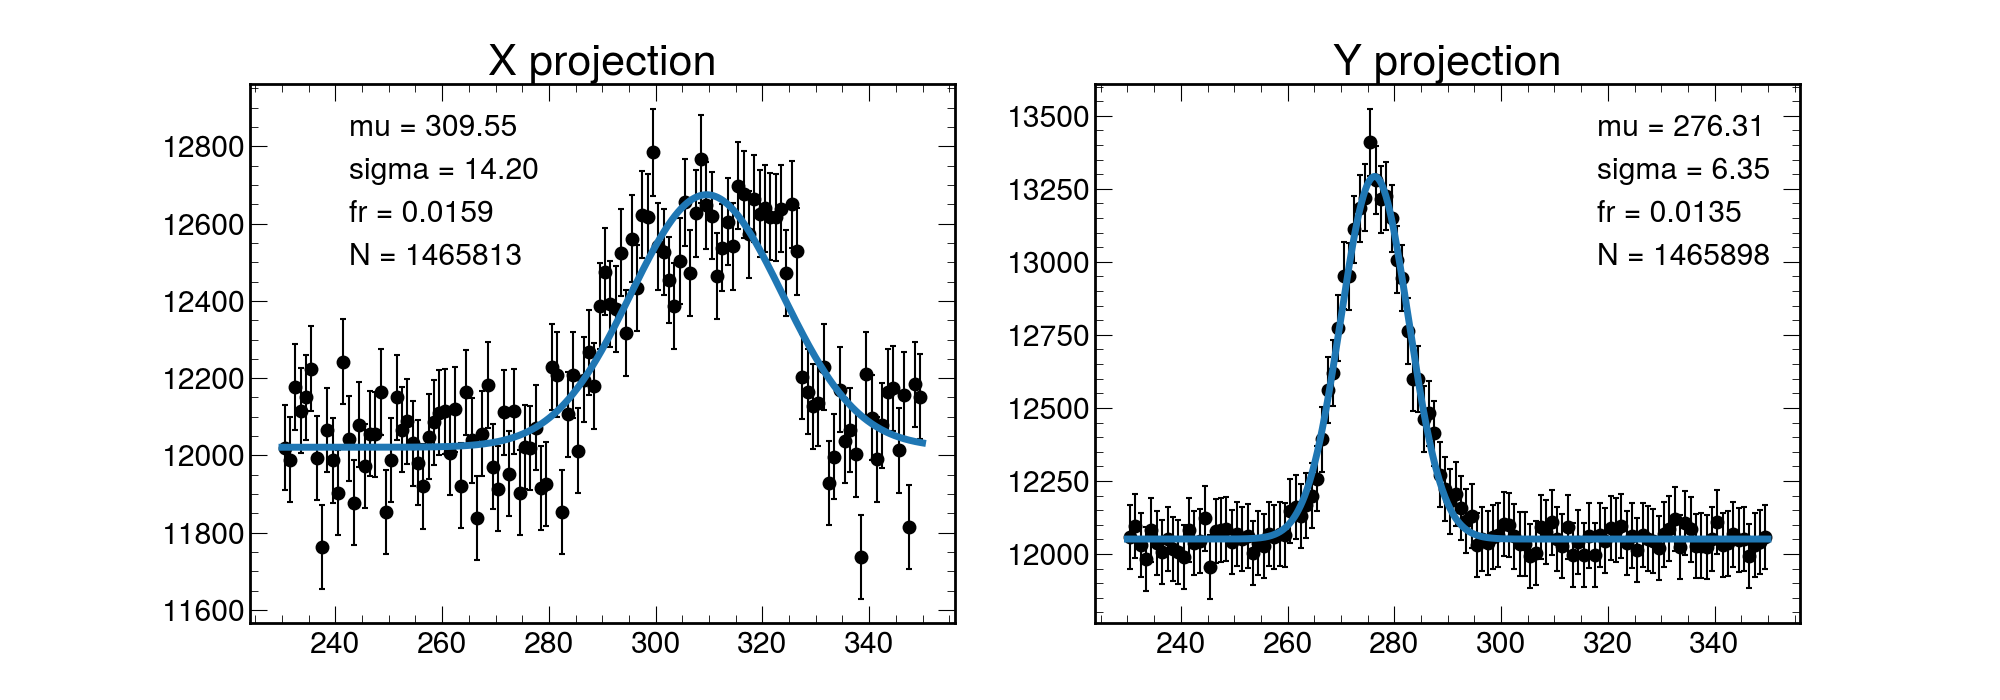 X projection
mu = 309.55
sigma = 14.20
fr = 0.0159
N = 1465813
12800
12600
12400
12200
12000
11800
11600
240 260 280 300 320 340
Y projection
mu = 276.31
sigma = 6.35
fr = 0.0135
N = 1465898
13500
13250
13000
12750
12500
12250
12000
240 260 280 300 320 340